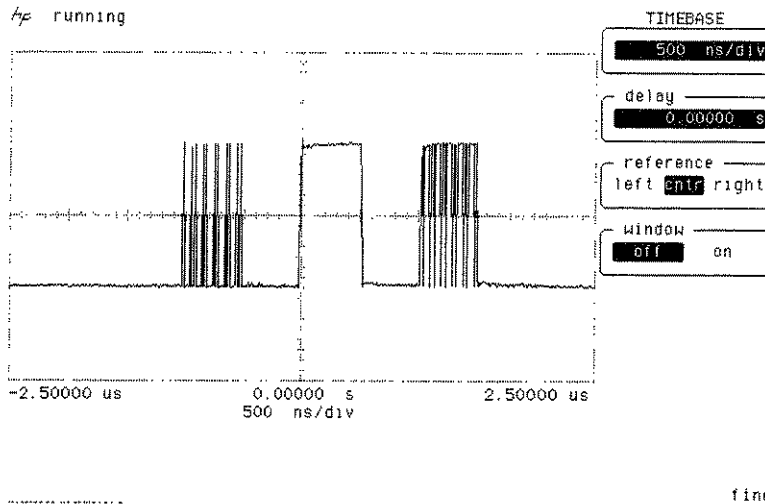 hp running
TIMEBASE
500 ns/div
delay
0.00000 s
reference
left cntr right
window
off on
-2.50000 us 0.00000 s 2.50000 us
500 ns/div